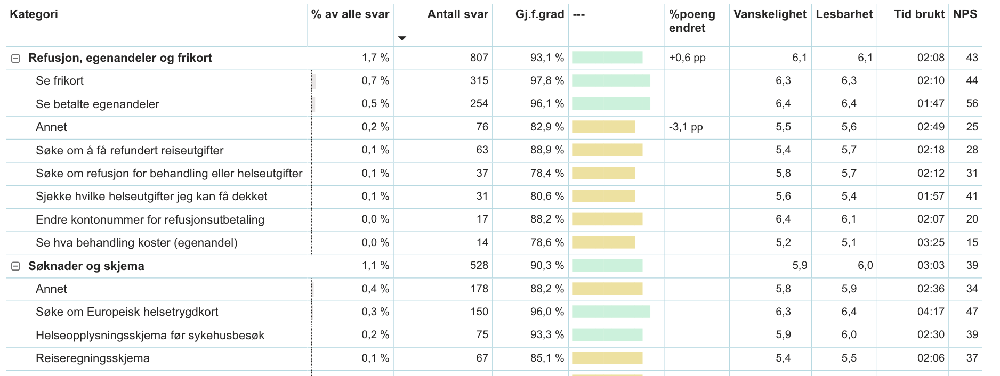 Kategori % av alle svar Antall svar Gj.f.grad --- %poeng endret Vanskelighet Lesbarhet Tid brukt NPS
Refusjon, egenandeler og frikort 1,7 % 807 93,1 % +0,6 pp 6,1 6,1 02:08 43
Se frikort 0,7 % 315 97,8 % 6,3 6,3 02:10 44
Se betalte egenandeler 0,5 % 254 96,1 % 6,4 6,4 01:47 56
Annet 0,2 % 76 82,9 % -3,1 pp 5,5 5,6 02:49 25
Søke om å få refundert reiseutgifter 0,1 % 63 88,9 % 5,4 5,7 02:18 28
Søke om refusjon for behandling eller helseutgifter 0,1 % 37 78,4 % 5,8 5,7 02:12 31
Sjekke hvilke helseutgifter jeg kan få dekket 0,1 % 31 80,6 % 5,6 5,4 01:57 41
Endre kontonummer for refusjonsutbetaling 0,0 % 17 88,2 % 6,4 6,1 02:07 20
Se hva behandling koster (egenandel) 0,0 % 14 78,6 % 5,2 5,1 03:25 15
Søknader og skjema 1,1 % 528 90,3 % 5,9 6,0 03:03 39
Annet 0,4 % 178 88,2 % 5,8 5,9 02:36 34
Søke om Europeisk helsetrygdkort 0,3 % 150 96,0 % 6,3 6,4 04:17 47
Helseopplysningsskjema før sykehusbesøk 0,2 % 75 93,3 % 5,9 6,0 02:30 39
Reiseregningsskjema 0,1 % 67 85,1 % 5,4 5,5 02:06 37